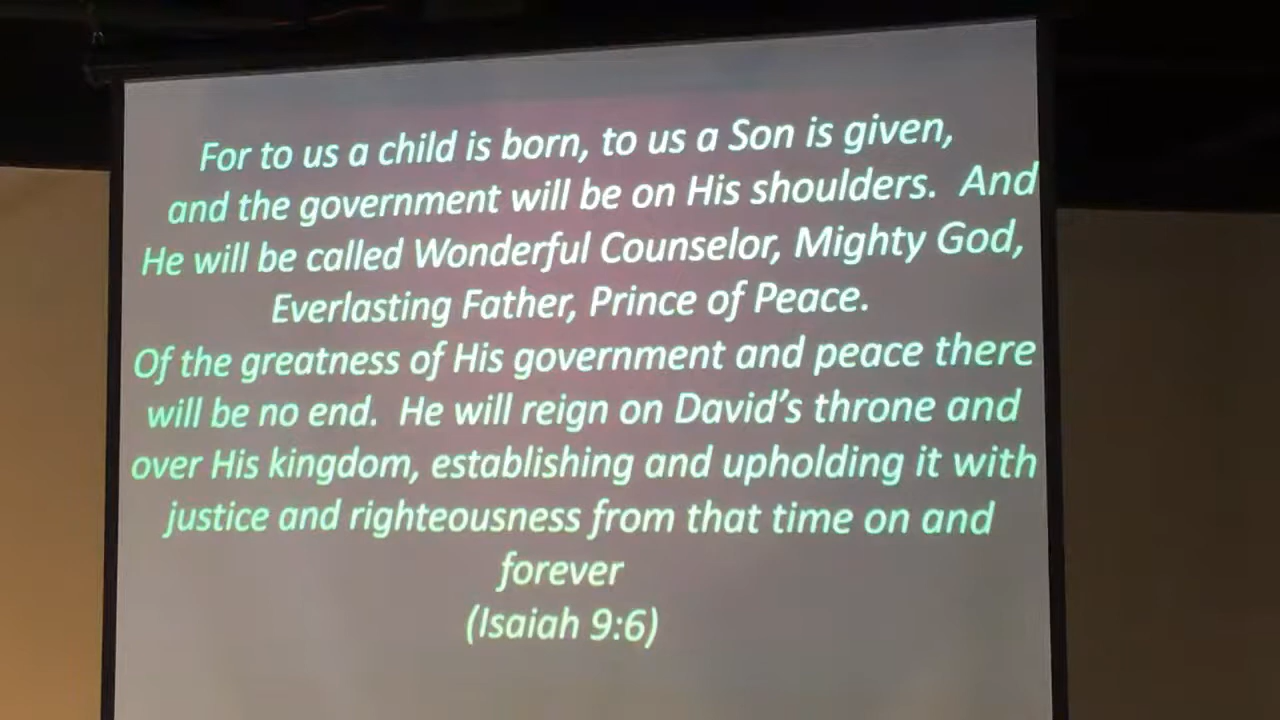 For to us a child is born, to us a Son is given,
and the government will be on His shoulders.  And
He will be called Wonderful Counselor, Mighty God,
Everlasting Father, Prince of Peace.
Of the greatness of His government and peace there
will be no end.  He will reign on David’s throne and
over His kingdom, establishing and upholding it with
justice and righteousness from that time on and
forever
(Isaiah 9:6)